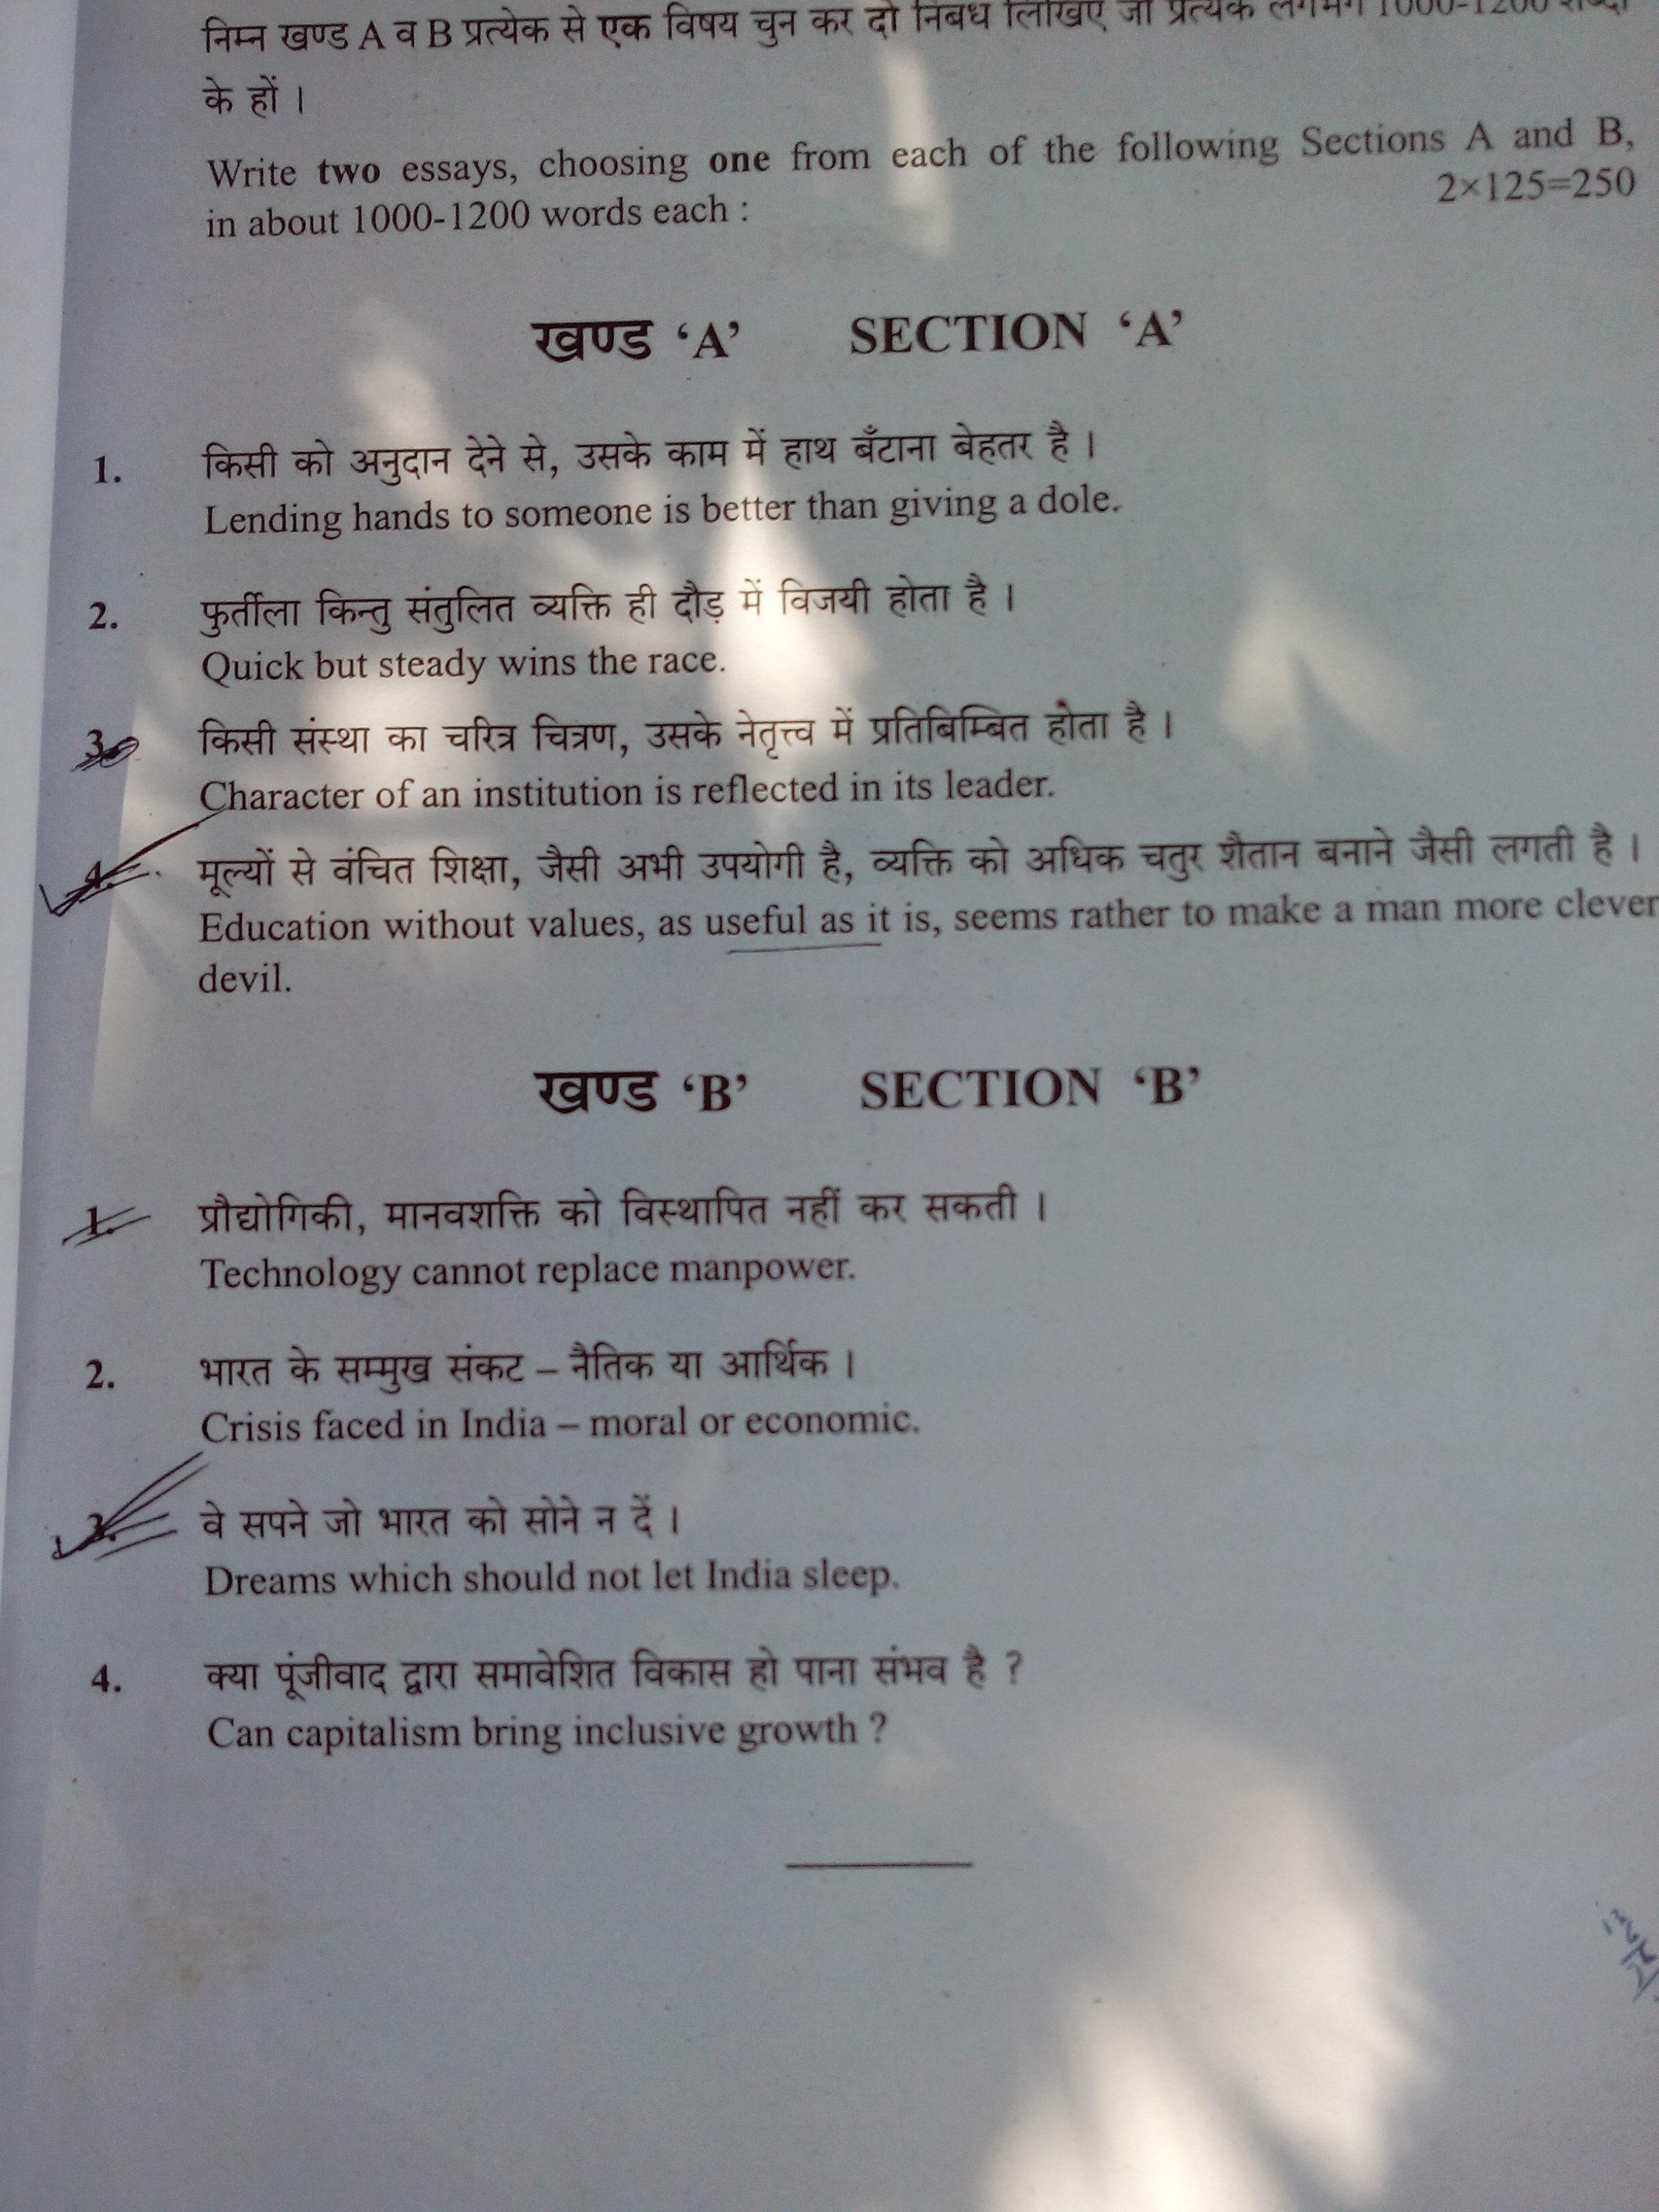 निम्न खण्ड A व B प्रत्येक से एक विषय चुन कर दो निबंध लिखिए जो प्रत्येक लगभग 1000-1200 शब्दों
के हों ।
Write two essays, choosing one from each of the following Sections A and B,
in about 1000-1200 words each : 2×125=250
खण्ड ‘A’ SECTION ‘A’
1. किसी को अनुदान देने से, उसके काम में हाथ बँटाना बेहतर है ।
Lending hands to someone is better than giving a dole.
2. फुर्तीला किन्तु संतुलित व्यक्ति ही दौड़ में विजयी होता है ।
Quick but steady wins the race.
3. किसी संस्था का चरित्र चित्रण, उसके नेतृत्त्व में प्रतिबिम्बित होता है ।
Character of an institution is reflected in its leader.
4. मूल्यों से वंचित शिक्षा, जैसी अभी उपयोगी है, व्यक्ति को अधिक चतुर शैतान बनाने जैसी लगती है ।
Education without values, as useful as it is, seems rather to make a man more clever
devil.
खण्ड ‘B’ SECTION ‘B’
1. प्रौद्योगिकी, मानवशक्ति को विस्थापित नहीं कर सकती ।
Technology cannot replace manpower.
2. भारत के सम्मुख संकट – नैतिक या आर्थिक ।
Crisis faced in India – moral or economic.
3. वे सपने जो भारत को सोने न दें ।
Dreams which should not let India sleep.
4. क्या पूंजीवाद द्वारा समावेशित विकास हो पाना संभव है ?
Can capitalism bring inclusive growth ?